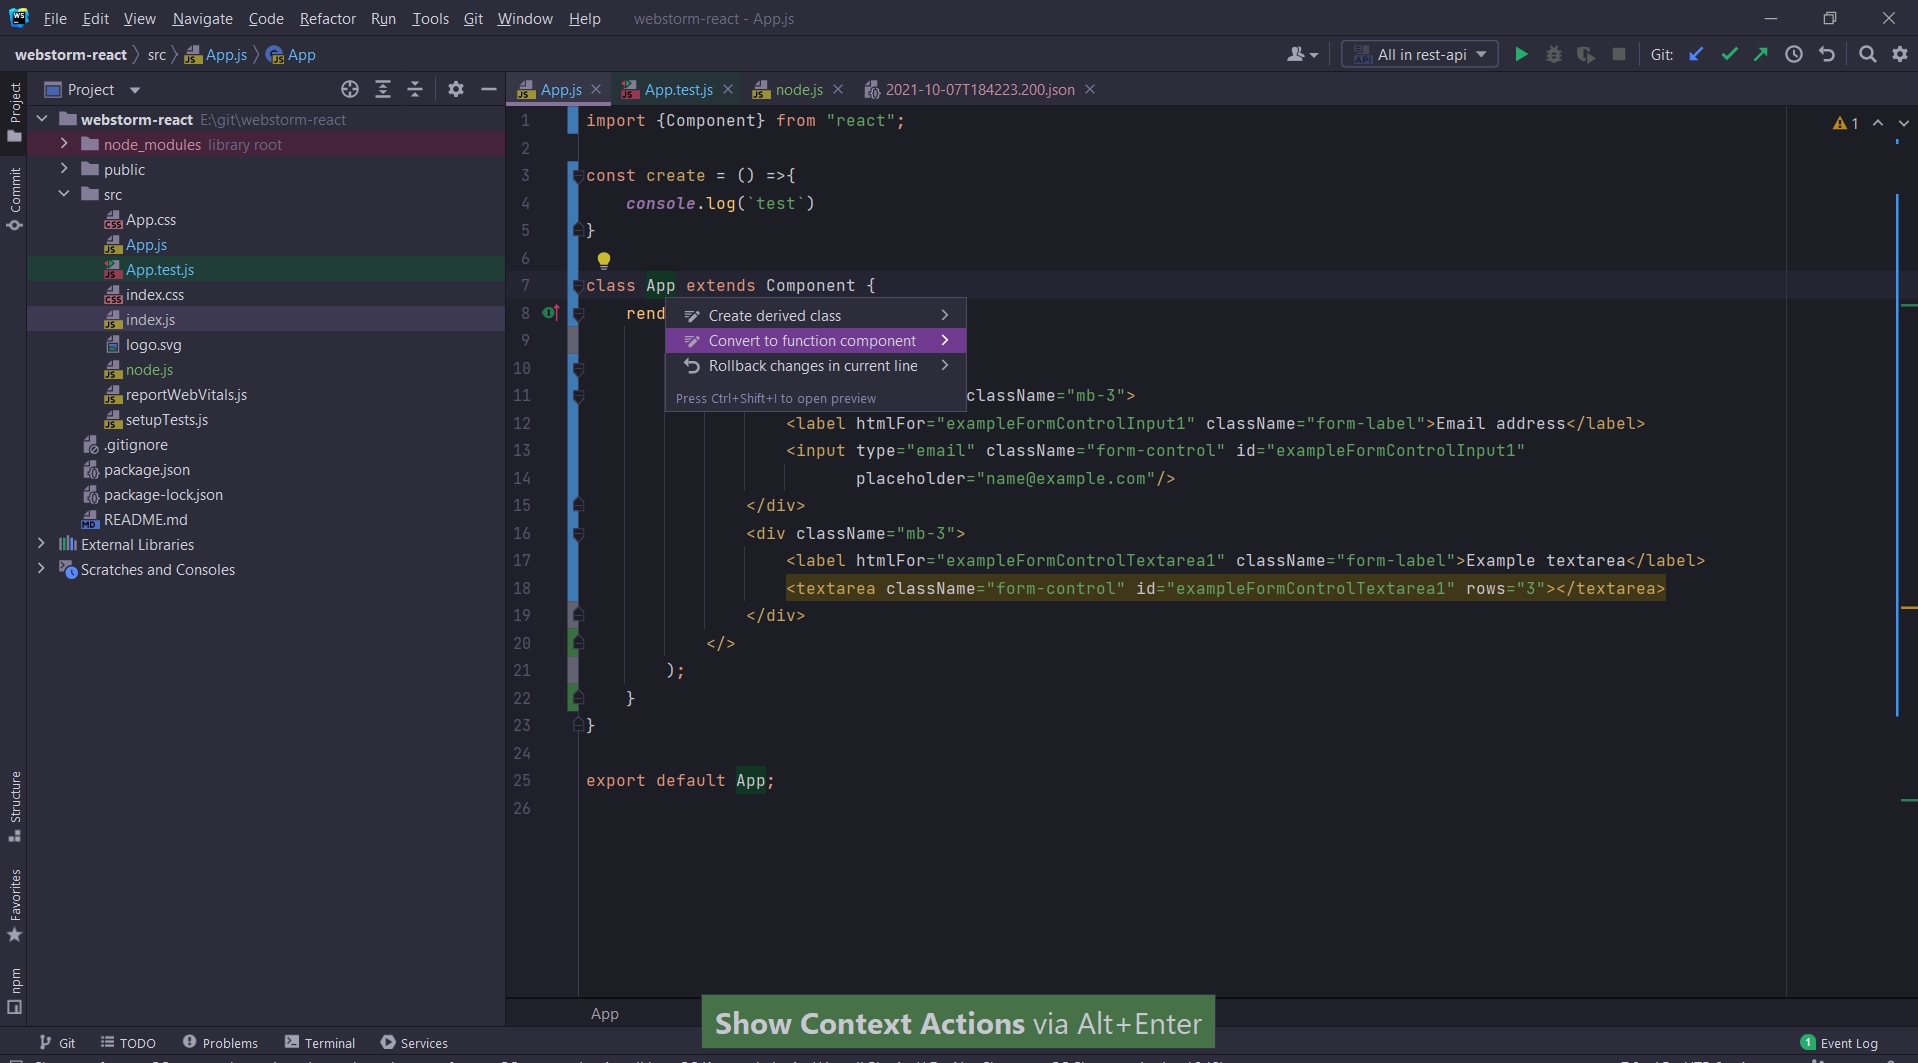 File Edit View Navigate Code Refactor Run Tools Git Window Help webstorm-react - App.js
webstorm-react src App.js App
All in rest-api Git:
Project
App.js App.test.js node.js 2021-10-07T184223.200.json
webstorm-react E:\git\webstorm-react
node_modules library root
public
src
App.css
App.js
App.test.js
index.css
index.js
logo.svg
node.js
reportWebVitals.js
setupTests.js
.gitignore
package.json
package-lock.json
README.md
External Libraries
Scratches and Consoles
Project
Commit
Structure
Favorites
npm
1 import {Component} from "react";
2
3 const create = () =>{
4 console.log(`test`)
5 }
6
7 class App extends Component {
8 rend
9
10
11 className="mb-3">
12 <label htmlFor="exampleFormControlInput1" className="form-label">Email address</label>
13 <input type="email" className="form-control" id="exampleFormControlInput1"
14 placeholder="name@example.com"/>
15 </div>
16 <div className="mb-3">
17 <label htmlFor="exampleFormControlTextarea1" className="form-label">Example textarea</label>
18 <textarea className="form-control" id="exampleFormControlTextarea1" rows="3"></textarea>
19 </div>
20 </>
21 );
22 }
23 }
24
25 export default App;
26
1
Create derived class
Convert to function component
Rollback changes in current line
Press Ctrl+Shift+I to open preview
App
Show Context Actions via Alt+Enter
Git TODO Problems Terminal Services 1 Event Log